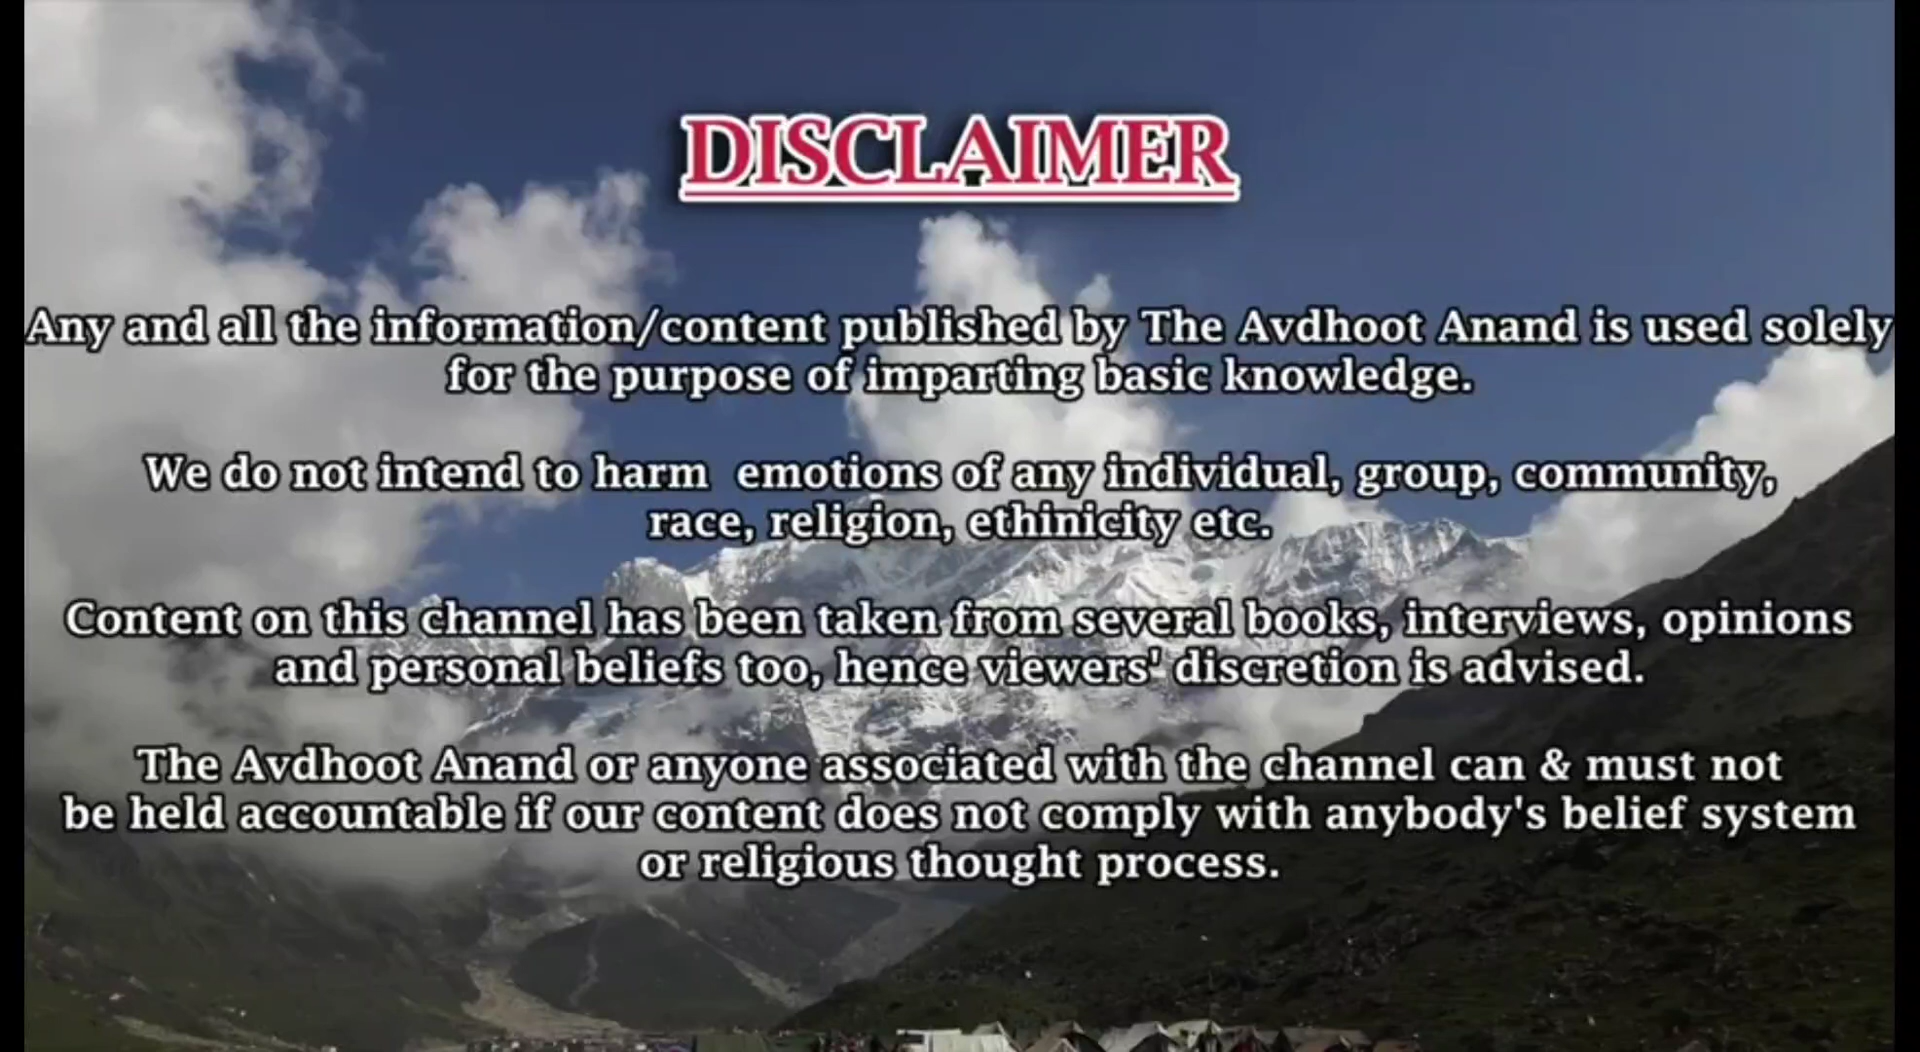 DISCLAIMER
Any and all the information/content published by The Avdhoot Anand is used solely
for the purpose of imparting basic knowledge.
We do not intend to harm  emotions of any individual, group, community,
race, religion, ethinicity etc.
Content on this channel has been taken from several books, interviews, opinions
and personal beliefs too, hence viewers' discretion is advised.
The Avdhoot Anand or anyone associated with the channel can & must not
be held accountable if our content does not comply with anybody's belief system
or religious thought process.